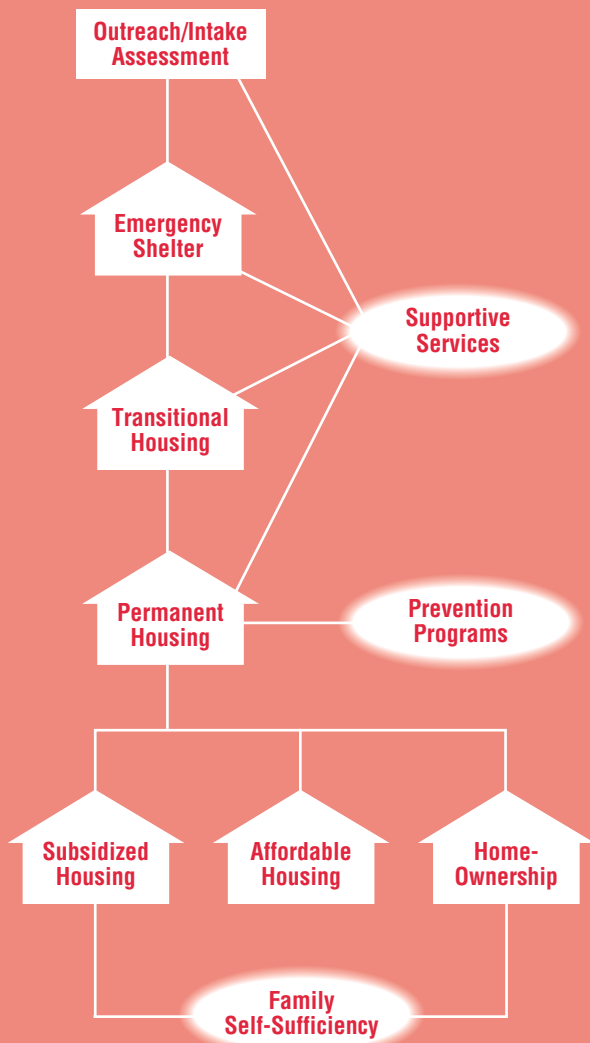 Outreach/Intake
Assessment
Emergency
Shelter
Supportive
Services
Transitional
Housing
Permanent
Housing
Prevention
Programs
Subsidized
Housing
Affordable
Housing
Home-
Ownership
Family
Self-Sufficiency